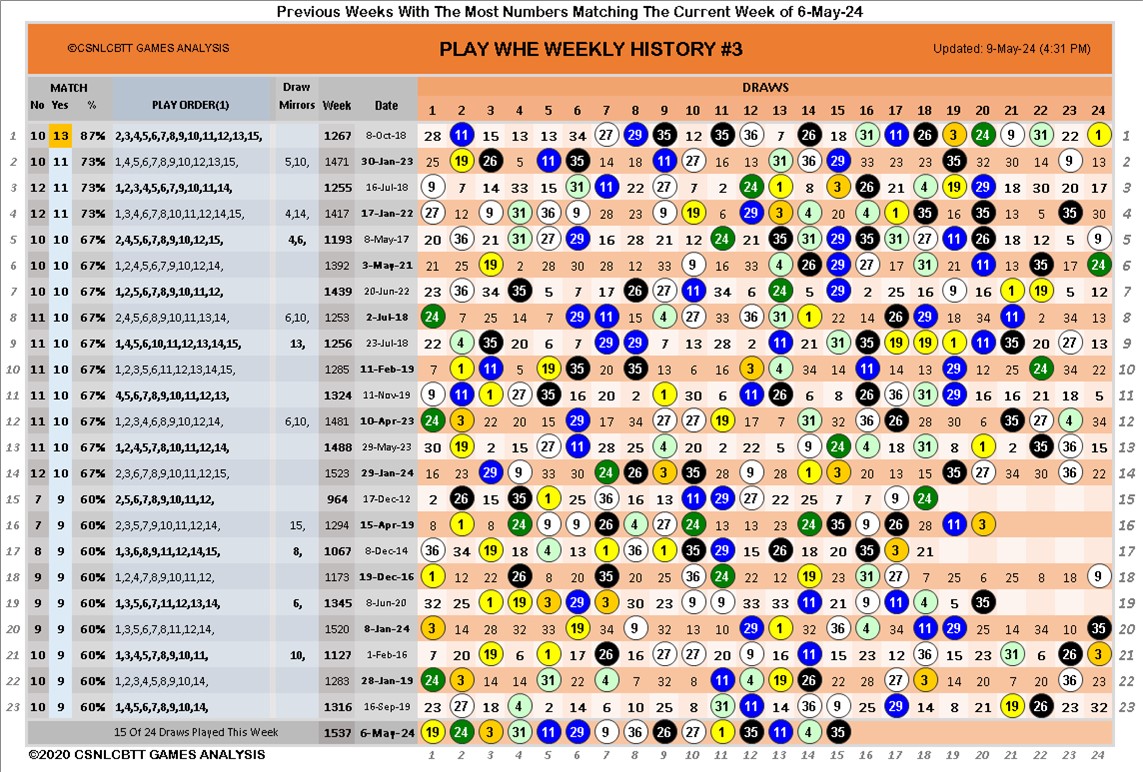 Previous Weeks With The Most Numbers Matching The Current Week of 6-May-24
©CSNLCBTT GAMES ANALYSIS PLAY WHE WEEKLY HISTORY #3 Updated: 9-May-24 (4:31 PM)
MATCH Draw DRAWS
No Yes % PLAY ORDER(1) Mirrors Week Date 1 2 3 4 5 6 7 8 9 10 11 12 13 14 15 16 17 18 19 20 21 22 23 24
1 10 13 87% 2,3,4,5,6,7,8,9,10,11,12,13,15, 1267 8-Oct-18 28 11 15 13 13 34 27 29 35 12 35 36 7 26 18 31 11 26 3 24 9 31 22 1 1
2 10 11 73% 1,4,5,6,7,8,9,10,12,13,15, 5,10, 1471 30-Jan-23 25 19 26 5 11 35 2 18 11 27 16 13 31 36 29 33 23 23 35 32 30 14 9 13 2
3 12 11 73% 1,2,3,4,5,6,7,9,10,11,14, 1255 16-Jul-18 9 7 14 33 15 31 11 22 27 7 2 24 1 8 3 26 21 4 19 29 18 30 20 17 3
4 12 11 73% 1,3,4,6,7,8,10,11,12,14,15, 4,14, 1417 17-Jan-22 27 12 9 31 36 9 28 23 9 19 6 29 3 4 20 4 1 35 16 35 13 5 35 30 4
5 10 10 67% 2,4,5,6,7,8,10,12,15, 4,6, 1193 8-May-17 20 36 21 31 27 29 16 28 21 12 24 21 35 31 29 35 31 27 11 26 18 12 5 9 5
6 10 10 67% 1,2,4,5,6,7,9,10,12,14, 1392 3-May-21 21 25 19 2 28 30 28 22 33 9 33 16 4 26 29 27 17 31 21 11 13 35 17 24 6
7 10 10 67% 1,2,5,6,7,8,9,10,11,12, 1439 20-Jun-22 23 36 34 35 5 7 17 26 27 11 34 6 24 5 29 2 25 16 9 16 1 19 5 12 7
8 11 10 67% 2,4,5,6,8,9,10,11,13,14, 6,10, 1253 2-Jul-18 24 7 25 14 7 29 11 15 4 27 33 36 31 1 22 14 26 29 18 34 11 2 34 13 8
9 11 10 67% 1,4,5,6,10,11,12,13,14,15, 13, 1256 23-Jul-18 22 4 35 20 6 7 29 29 7 13 28 2 11 21 31 35 19 19 1 11 35 20 27 13 9
10 11 10 67% 1,2,3,5,6,11,12,13,14,15, 1285 11-Feb-19 7 1 11 5 19 35 8 35 13 6 16 3 4 34 14 11 14 13 29 12 25 24 34 22 10
11 11 10 67% 4,5,6,7,8,9,10,11,12,13, 1324 11-Nov-19 9 11 1 27 35 16 20 2 1 30 6 11 26 6 8 26 36 31 29 16 16 21 18 5 11
12 11 10 67% 1,2,3,4,6,8,9,10,12,14, 6,10, 1481 10-Apr-23 24 3 22 20 15 29 17 34 27 27 19 17 34 31 32 36 26 28 30 6 35 27 4 34 12
13 11 10 67% 1,2,4,5,7,8,10,11,12,14, 1488 29-May-23 30 19 2 15 27 11 28 25 4 20 2 22 5 9 24 4 18 31 8 1 2 35 36 15 13
14 12 10 67% 2,3,6,7,8,9,10,11,12,15, 1523 29-Jan-24 16 23 29 9 33 7 24 26 3 35 28 9 28 1 3 20 13 15 35 27 34 30 36 22 14
15 7 9 60% 2,5,6,7,8,9,10,11,12, 964 17-Dec-12 2 26 15 35 1 25 36 16 13 11 29 27 22 25 7 7 9 24 15
16 7 9 60% 2,3,5,7,9,10,11,12,14, 15, 1294 15-Apr-19 8 1 8 24 9 9 26 4 27 24 13 13 23 24 35 9 26 28 11 3 16
17 8 9 60% 1,3,6,8,9,11,12,14,15, 8, 1067 8-Dec-14 36 34 19 18 4 13 1 36 1 35 29 15 26 18 20 35 3 21 17
18 9 9 60% 1,2,4,7,8,9,10,11,12, 1173 19-Dec-16 1 12 22 26 8 20 35 20 25 36 24 22 22 19 23 31 27 7 25 6 25 8 18 9 18
19 9 9 60% 1,3,5,6,7,11,12,13,14, 6, 1345 8-Jun-20 32 25 1 19 3 29 3 30 23 9 9 33 33 11 21 9 11 4 5 35 19
20 9 9 60% 1,3,5,6,7,8,11,12,14, 1520 8-Jan-24 3 14 28 32 33 19 34 9 32 13 10 29 1 32 36 4 34 11 29 25 14 34 10 35 20
21 10 9 60% 1,3,4,5,7,8,9,10,11, 10, 1127 1-Feb-16 7 20 19 6 1 17 26 16 27 27 20 9 14 11 15 23 12 36 15 23 31 6 26 3 21
22 10 9 60% 1,2,3,4,5,8,9,10,14, 1283 28-Jan-19 24 3 14 14 31 22 4 7 32 8 11 4 19 26 22 28 27 3 14 20 20 23 36 23 22
23 10 9 60% 1,4,5,6,7,8,9,10,14, 1316 16-Sep-19 23 27 18 4 2 14 6 25 8 25 31 11 14 36 9 17 29 14 8 21 19 26 23 32 23
15 Of 24 Draws Played This Week 1537 6-May-24 19 24 3 31 11 29 9 36 26 27 1 35 11 4 35
©2020 CSNLCBTT GAMES ANALYSIS 1 2 3 4 5 6 7 8 9 10 11 12 13 14 15 16 17 18 19 20 21 22 23 24